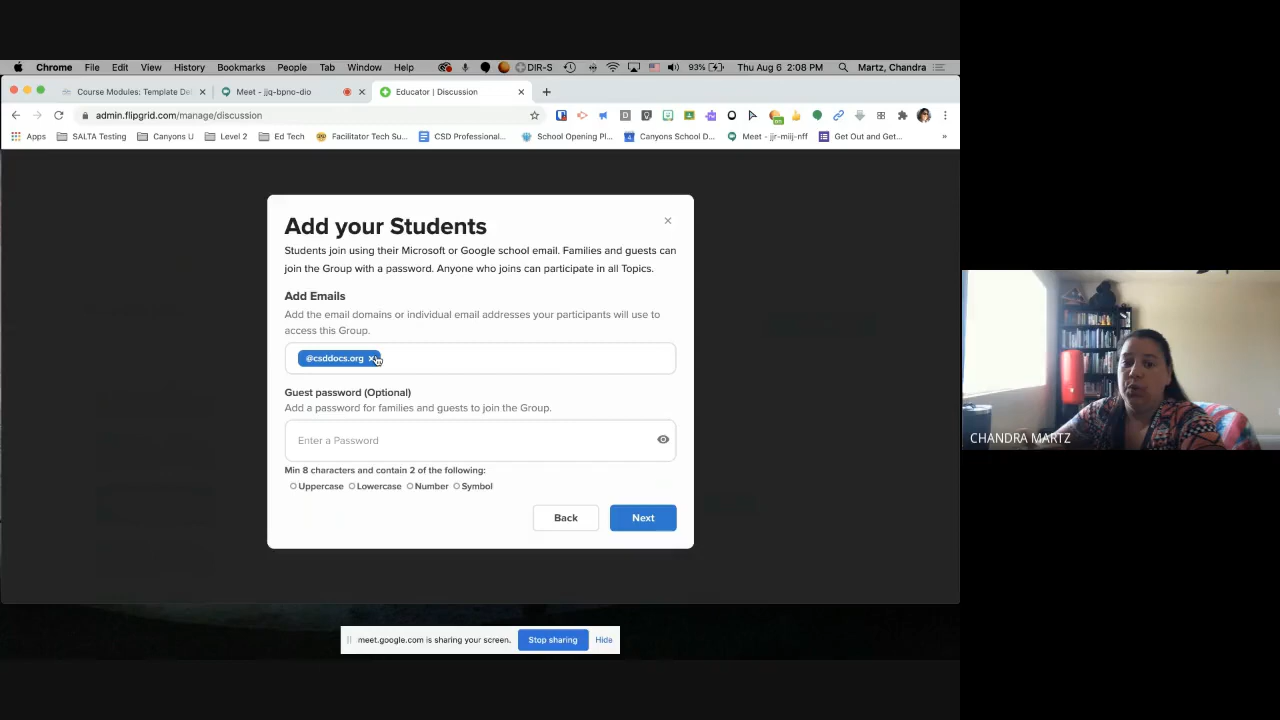 Chrome File Edit View History Bookmarks People Tab Window Help DIR-S 93% Thu Aug 6 2:08 PM Martz, Chandra
Course Modules: Template De Meet - jjq-bpno-dio Educator | Discussion
admin.flipgrid.com/manage/discussion
Apps SALTA Testing Canyons U Level 2 Ed Tech Facilitator Tech Su... CSD Professional... School Opening Pl... Canyons School D... Meet - jjr-miij-nff Get Out and Get... »
Add your Students
Students join using their Microsoft or Google school email. Families and guests can
join the Group with a password. Anyone who joins can participate in all Topics.
Add Emails
Add the email domains or individual email addresses your participants will use to
access this Group.
@csddocs.org
Guest password (Optional)
Add a password for families and guests to join the Group.
Enter a Password
Min 8 characters and contain 2 of the following:
Uppercase Lowercase Number Symbol
Back Next
CHANDRA MARTZ
meet.google.com is sharing your screen. Stop sharing Hide